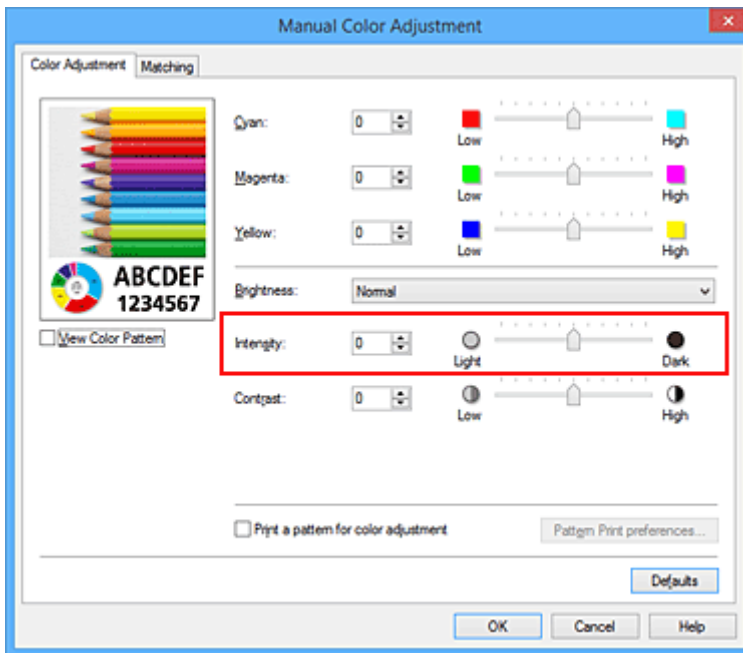 Manual Color Adjustment
Color Adjustment Matching
Cyan: 0 Low High
Magenta: 0 Low High
Yellow: 0 Low High
ABCDEF
1234567
Brightness: Normal
View Color Pattern
Intensity: 0 Light Dark
Contrast: 0 Low High
Print a pattern for color adjustment Pattern Print preferences...
Defaults
OK Cancel Help